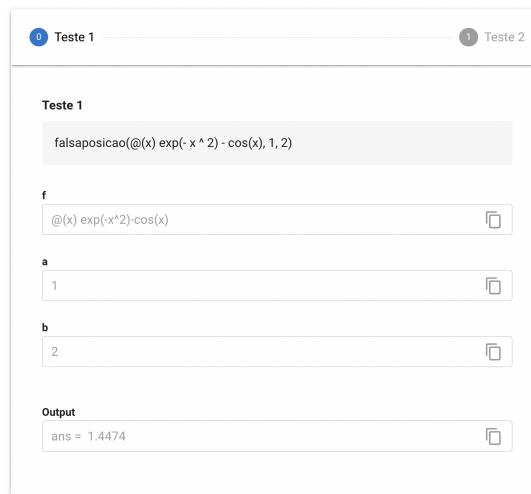 0 Teste 1 1 Teste 2
Teste 1
falsaposicao(@(x) exp(- x ^ 2) - cos(x), 1, 2)
f
@(x) exp(-x^2)-cos(x)
a
1
b
2
Output
ans = 1.4474